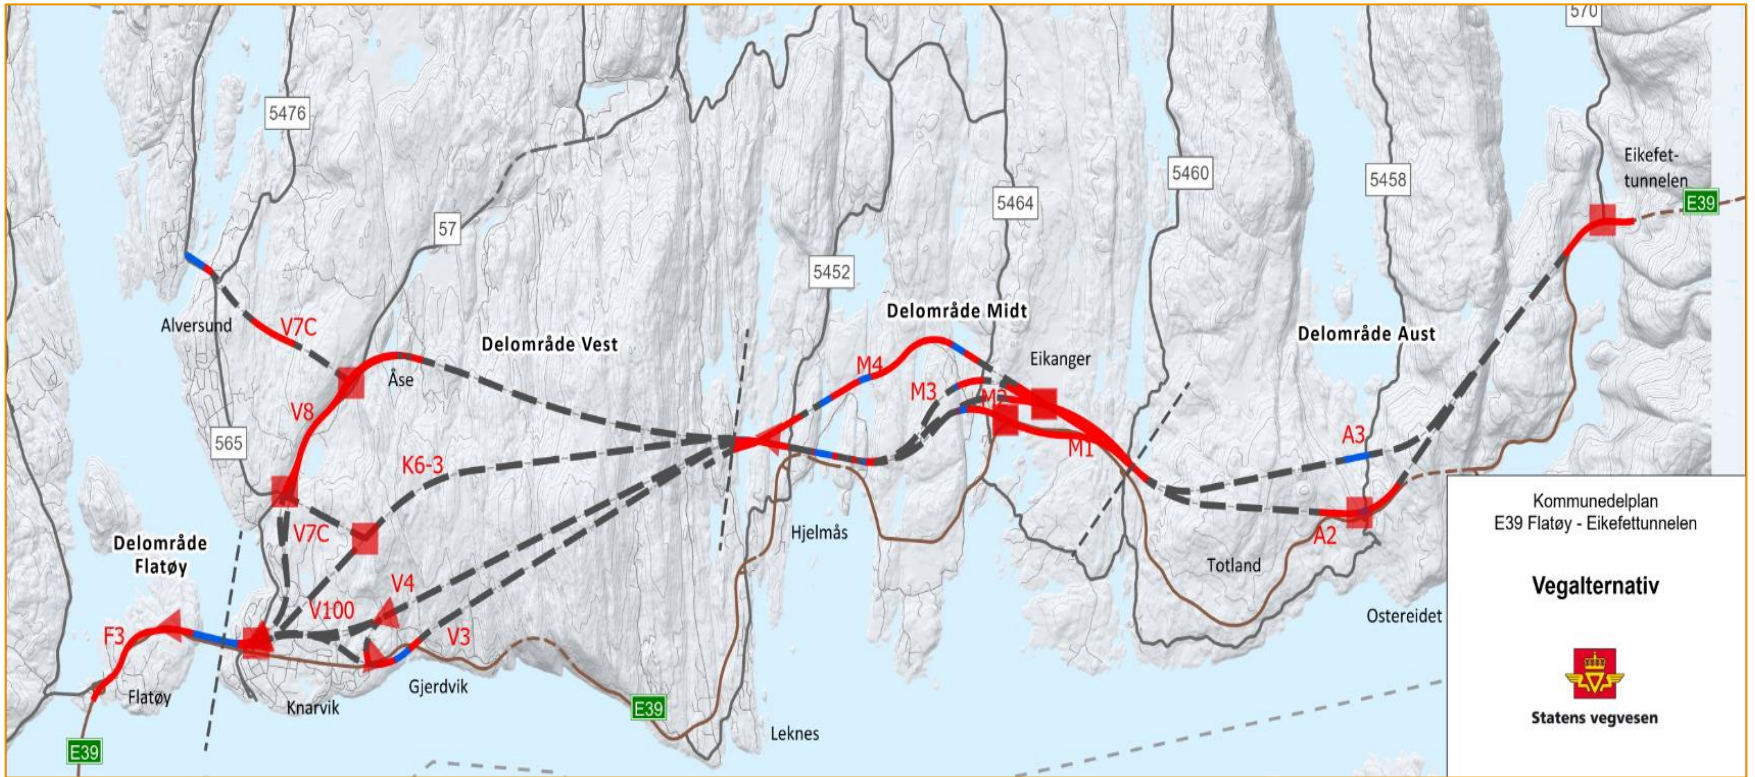 570
5476
Eikefet-
tunnelen
5460
5458
E39
5464
57
5452
Delområde Midt
Alversund
V7C
Delområde Aust
Delområde Vest
Eikanger
M4
Åse
M3
M2
V8
565
A3
M1
K6-3
Kommunedelplan
E39 Flatøy - Eikefettunnelen
V7C
Hjelmås
A2
Delområde
Flatøy
Totland
V4
Vegalternativ
V100
Ostereidet
F3
V3
Gjerdvik
Flatøy
Knarvik
E39
Statens vegvesen
Leknes
E39